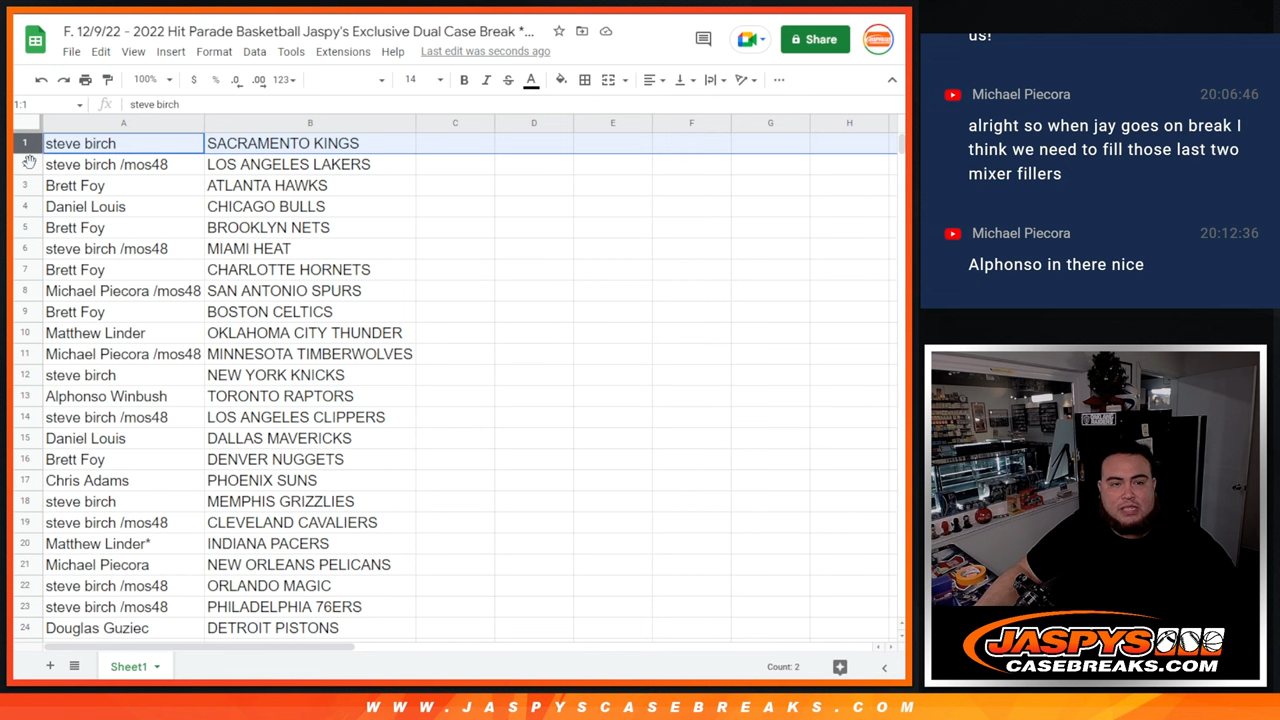 F. 12/9/22 - 2022 Hit Parade Basketball Jaspy's Exclusive Dual Case Break *...
File Edit View Insert Format Data Tools Extensions Help Last edit was seconds ago
Share
100% $ % .0 .00 123 14 B I S A
1:1 fx steve birch
A B C D E F G H
1 steve birch SACRAMENTO KINGS
steve birch /mos48 LOS ANGELES LAKERS
3 Brett Foy ATLANTA HAWKS
4 Daniel Louis CHICAGO BULLS
5 Brett Foy BROOKLYN NETS
6 steve birch /mos48 MIAMI HEAT
7 Brett Foy CHARLOTTE HORNETS
8 Michael Piecora /mos48 SAN ANTONIO SPURS
9 Brett Foy BOSTON CELTICS
10 Matthew Linder OKLAHOMA CITY THUNDER
11 Michael Piecora /mos48 MINNESOTA TIMBERWOLVES
12 steve birch NEW YORK KNICKS
13 Alphonso Winbush TORONTO RAPTORS
14 steve birch /mos48 LOS ANGELES CLIPPERS
15 Daniel Louis DALLAS MAVERICKS
16 Brett Foy DENVER NUGGETS
17 Chris Adams PHOENIX SUNS
18 steve birch MEMPHIS GRIZZLIES
19 steve birch /mos48 CLEVELAND CAVALIERS
20 Matthew Linder* INDIANA PACERS
21 Michael Piecora NEW ORLEANS PELICANS
22 steve birch /mos48 ORLANDO MAGIC
23 steve birch /mos48 PHILADELPHIA 76ERS
24 Douglas Guziec DETROIT PISTONS
Sheet1
Count: 2
us!
Michael Piecora 20:06:46
alright so when jay goes on break I
think we need to fill those last two
mixer fillers
Michael Piecora 20:12:36
Alphonso in there nice
JASPYS
CASEBREAKS.COM
WWW.JASPYSCASEBREAKS.COM